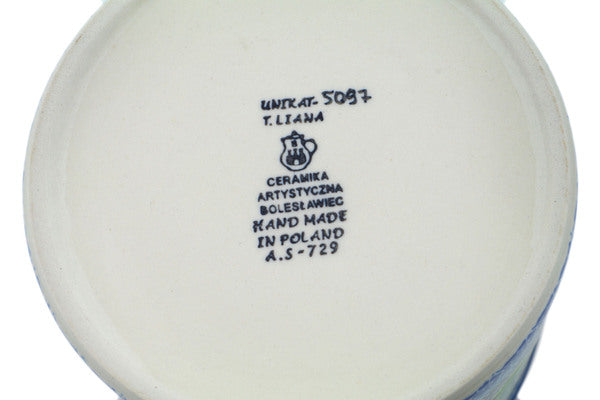 UNIKAT-5097
T. LIANA
CERAMIKA
ARTYSTYCZNA
BOLESŁAWIEC
HAND MADE
IN POLAND
A.S-729